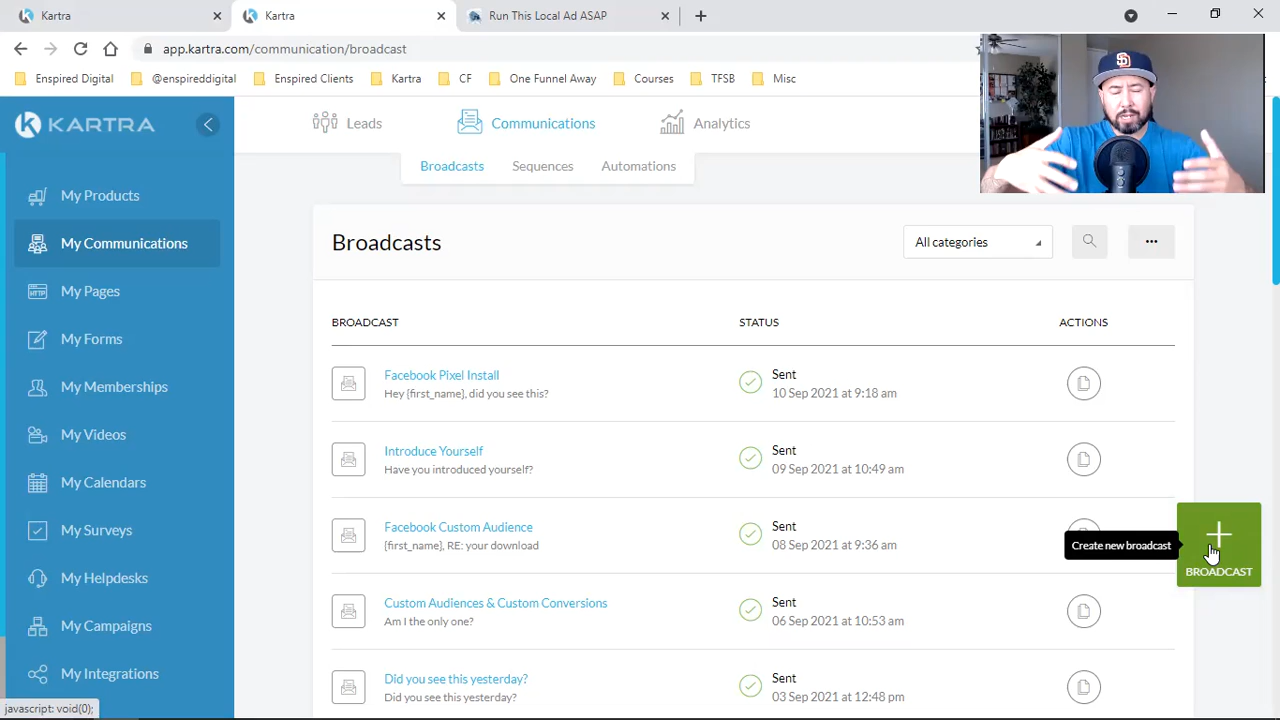 Kartra
Kartra
Run This Local Ad ASAP
app.kartra.com/communication/broadcast
Enspired Digital
@enspireddigital
Enspired Clients
Kartra
CF
One Funnel Away
Courses
TFSB
Misc
KARTRA
Leads
Communications
Analytics
Broadcasts
Sequences
Automations
My Products
My Communications
My Pages
My Forms
My Memberships
My Videos
My Calendars
My Surveys
My Helpdesks
My Campaigns
My Integrations
Broadcasts
All categories
BROADCAST
STATUS
ACTIONS
Facebook Pixel Install
Hey {first_name}, did you see this?
Sent
10 Sep 2021 at 9:18 am
Introduce Yourself
Have you introduced yourself?
Sent
09 Sep 2021 at 10:49 am
Facebook Custom Audience
{first_name}, RE: your download
Sent
08 Sep 2021 at 9:36 am
Create new broadcast
BROADCAST
Custom Audiences & Custom Conversions
Am I the only one?
Sent
06 Sep 2021 at 10:53 am
Did you see this yesterday?
Did you see this yesterday?
Sent
03 Sep 2021 at 12:48 pm
javascript: void(0);